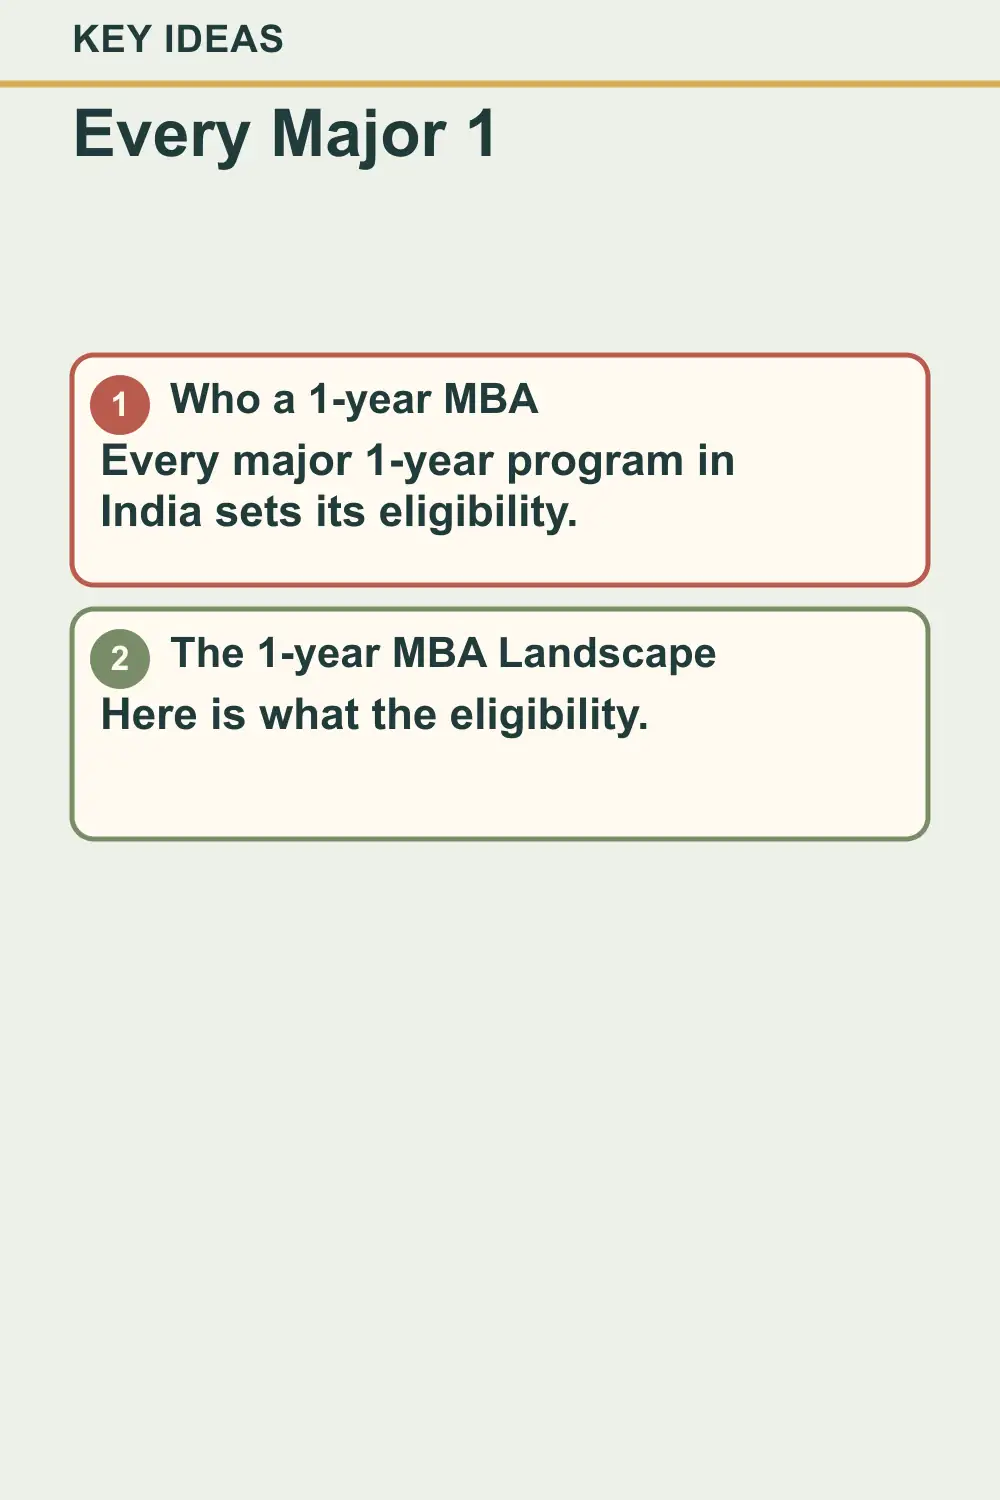 KEY IDEAS
Every Major 1
1
Who a 1-year MBA
Every major 1-year program in
India sets its eligibility.
2
The 1-year MBA Landscape
Here is what the eligibility.